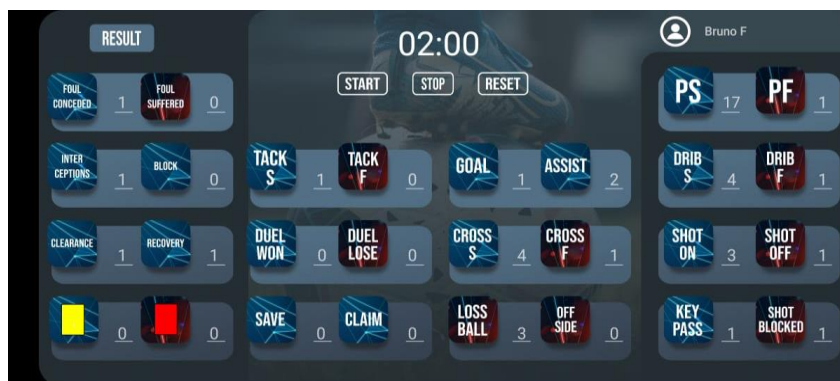 RESULT
02:00
Bruno F
START STOP RESET
FOUL CONCEDED 1 FOUL SUFFERED 0
PS 17 PF 1
INTER CEPTIONS 1 BLOCK 0
TACK S 1 TACK F 0
GOAL 1 ASSIST 2
DRIB S 4 DRIB F 1
CLEARANCE 1 RECOVERY 1
DUEL WON 0 DUEL LOSE 0
CROSS S 4 CROSS F 1
SHOT ON 3 SHOT OFF 1
0 0
SAVE 0 CLAIM 0
LOSS BALL 3 OFF SIDE 0
KEY PASS 1 SHOT BLOCKED 1